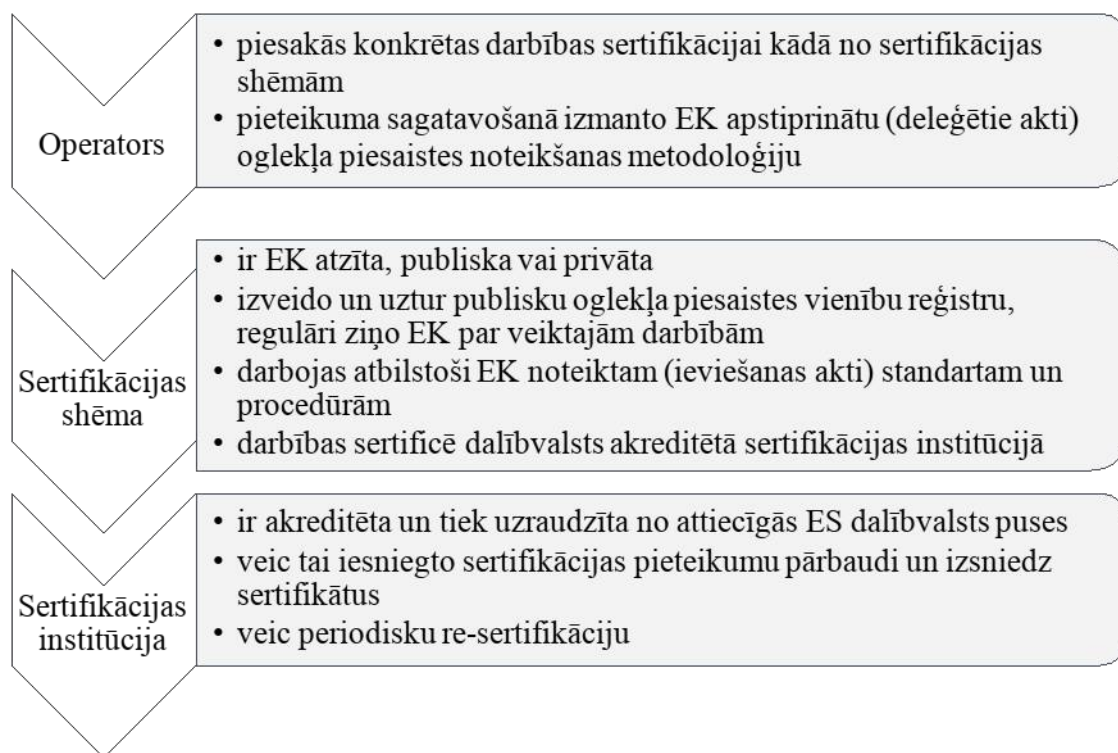 Operators
• piesakās konkrētas darbības sertifikācijai kādā no sertifikācijas
shēmām
• pieteikuma sagatavošanā izmanto EK apstiprinātu (deleģētie akti)
oglekļa piesaistes noteikšanas metodoloģiju
Sertifikācijas
shēma
• ir EK atzīta, publiska vai privāta
• izveido un uztur publisku oglekļa piesaistes vienību reģistru,
regulāri ziņo EK par veiktajām darbībām
• darbojas atbilstoši EK noteiktam (ieviešanas akti) standartam un
procedūrām
• darbības sertificē dalībvalsts akreditētā sertifikācijas institūcijā
Sertifikācijas
institūcija
• ir akreditēta un tiek uzraudzīta no attiecīgās ES dalībvalsts puses
• veic tai iesniegto sertifikācijas pieteikumu pārbaudi un izsniedz
sertifikātus
• veic periodisku re-sertifikāciju